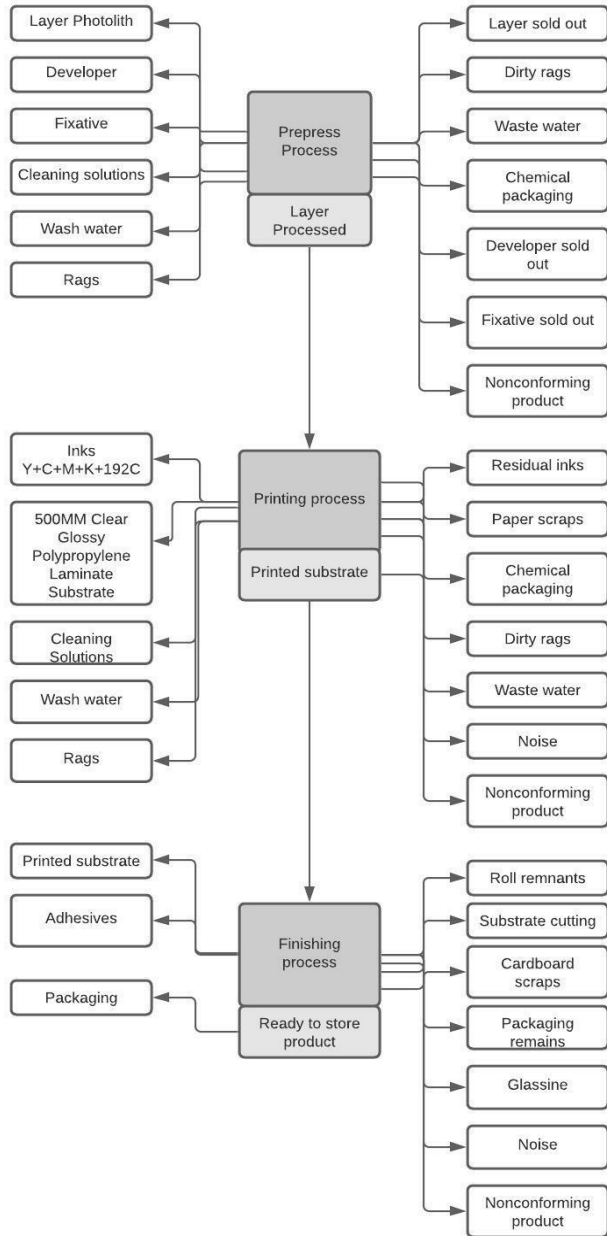 Layer Photolith
Developer
Fixative
Cleaning solutions
Wash water
Rags
Prepress
Process
Layer
Processed
Layer sold out
Dirty rags
Waste water
Chemical
packaging
Developer sold
out
Fixative sold out
Nonconforming
product
Inks
Y+C+M+K+192C
500MM Clear
Glossy
Polypropylene
Laminate
Substrate
Cleaning
Solutions
Wash water
Rags
Printing process
Printed substrate
Residual inks
Paper scraps
Chemical
packaging
Dirty rags
Waste water
Noise
Nonconforming
product
Printed substrate
Adhesives
Packaging
Finishing
process
Ready to store
product
Roll remnants
Substrate cutting
Cardboard
scraps
Packaging
remains
Glassine
Noise
Nonconforming
product